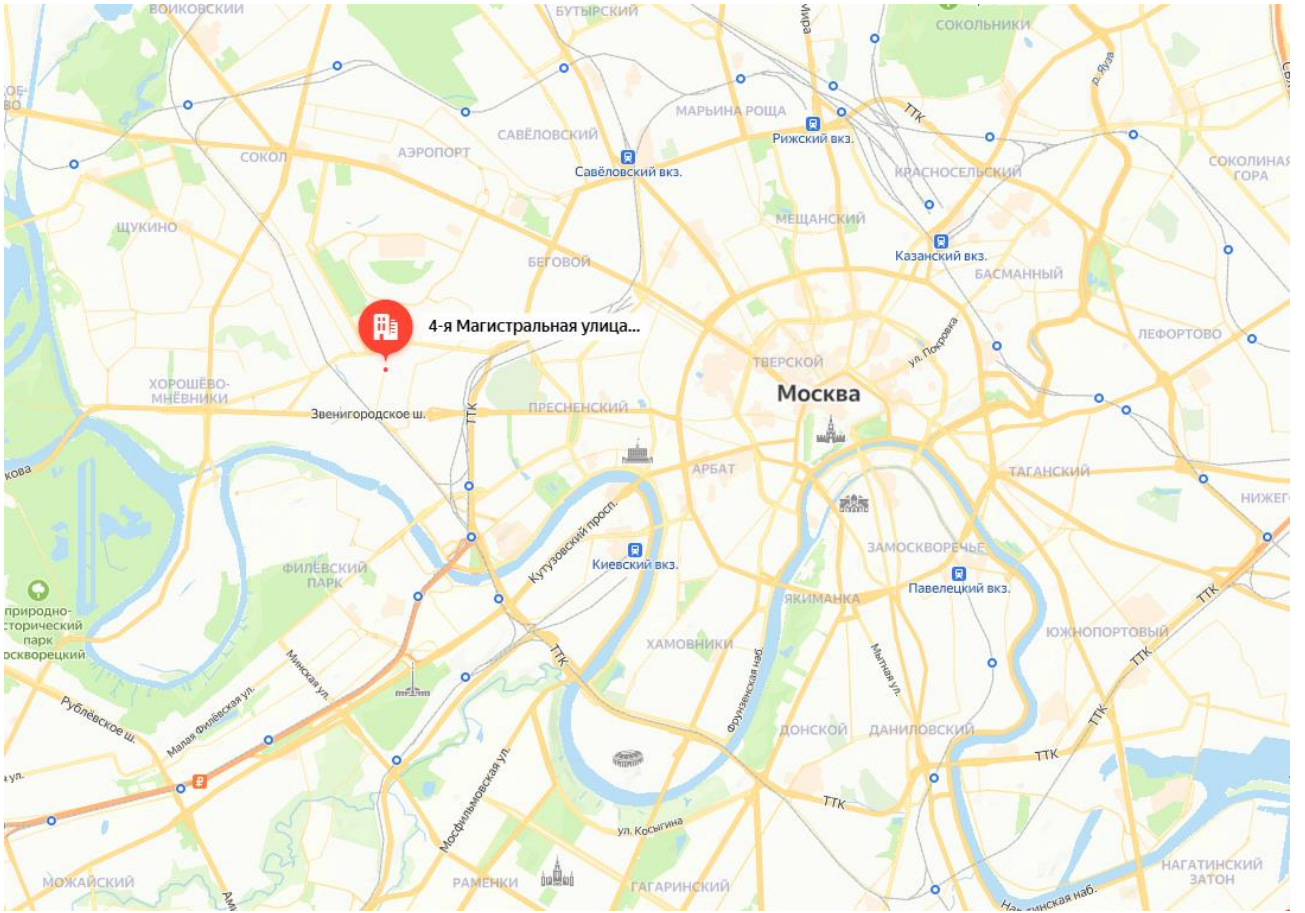 ВОЙКОВСКИЙ
БУТЫРСКИЙ
Мира
СОКОЛЬНИКИ
р. Яуза
МАРЬИНА РОЩА
ТТК
САВЁЛОВСКИЙ
Рижский вкз.
СОКОЛ
АЭРОПОРТ
Савёловский вкз.
КРАСНОСЕЛЬСКИЙ
СОКОЛИНАЯ
ГОРА
ЩУКИНО
МЕЩАНСКИЙ
БЕГОВОЙ
Казанский вкз.
БАСМАННЫЙ
4-я Магистральная улица...
ул. Покровка
ЛЕФОРТОВО
ТВЕРСКОЙ
ХОРОШЁВО-
МНЁВНИКИ
Москва
Звенигородское ш.
ТТК
ПРЕСНЕНСКИЙ
кова
АРБАТ
ТАГАНСКИЙ
НИЖЕГ
Кутузовский просп.
ЗАМОСКВОРЕЧЬЕ
ФИЛЁВСКИЙ
ПАРК
Киевский вкз.
Павелецкий вкз.
ТТК
природно-
сторический
парк
оскворецкий
ЯКИМАНКА
ЮЖНОПОРТОВЫЙ
ХАМОВНИКИ
Минская ул.
ТТК
Мытная ул.
ТТК
Рублёвское ш.
Малая Филёвская ул.
Фрунзенская наб.
ТТК
ДОНСКОЙ
ДАНИЛОВСКИЙ
ТТК
Мосфильмовская ул.
ТТК
ул. Косыгина
МОЖАЙСКИЙ
РАМЕНКИ
ГАГАРИНСКИЙ
НАГАТИНСКИЙ
ЗАТОН